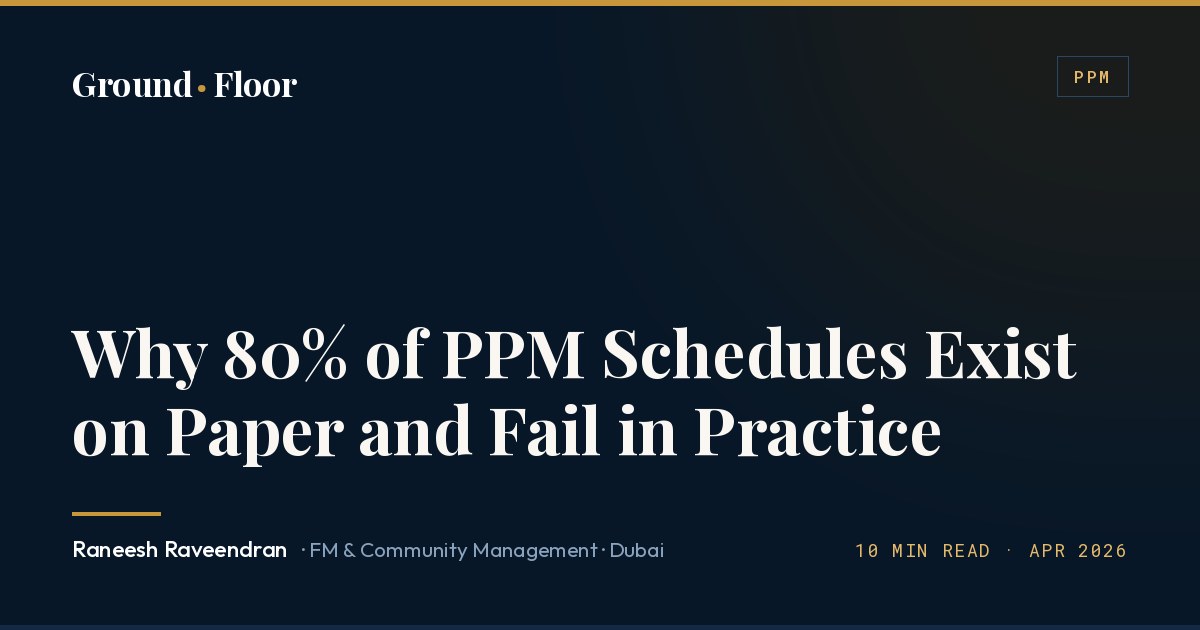 Ground · Floor
PPM
Why 80% of PPM Schedules Exist
on Paper and Fail in Practice
Raneesh Raveendran · FM & Community Management · Dubai
10 MIN READ · APR 2026